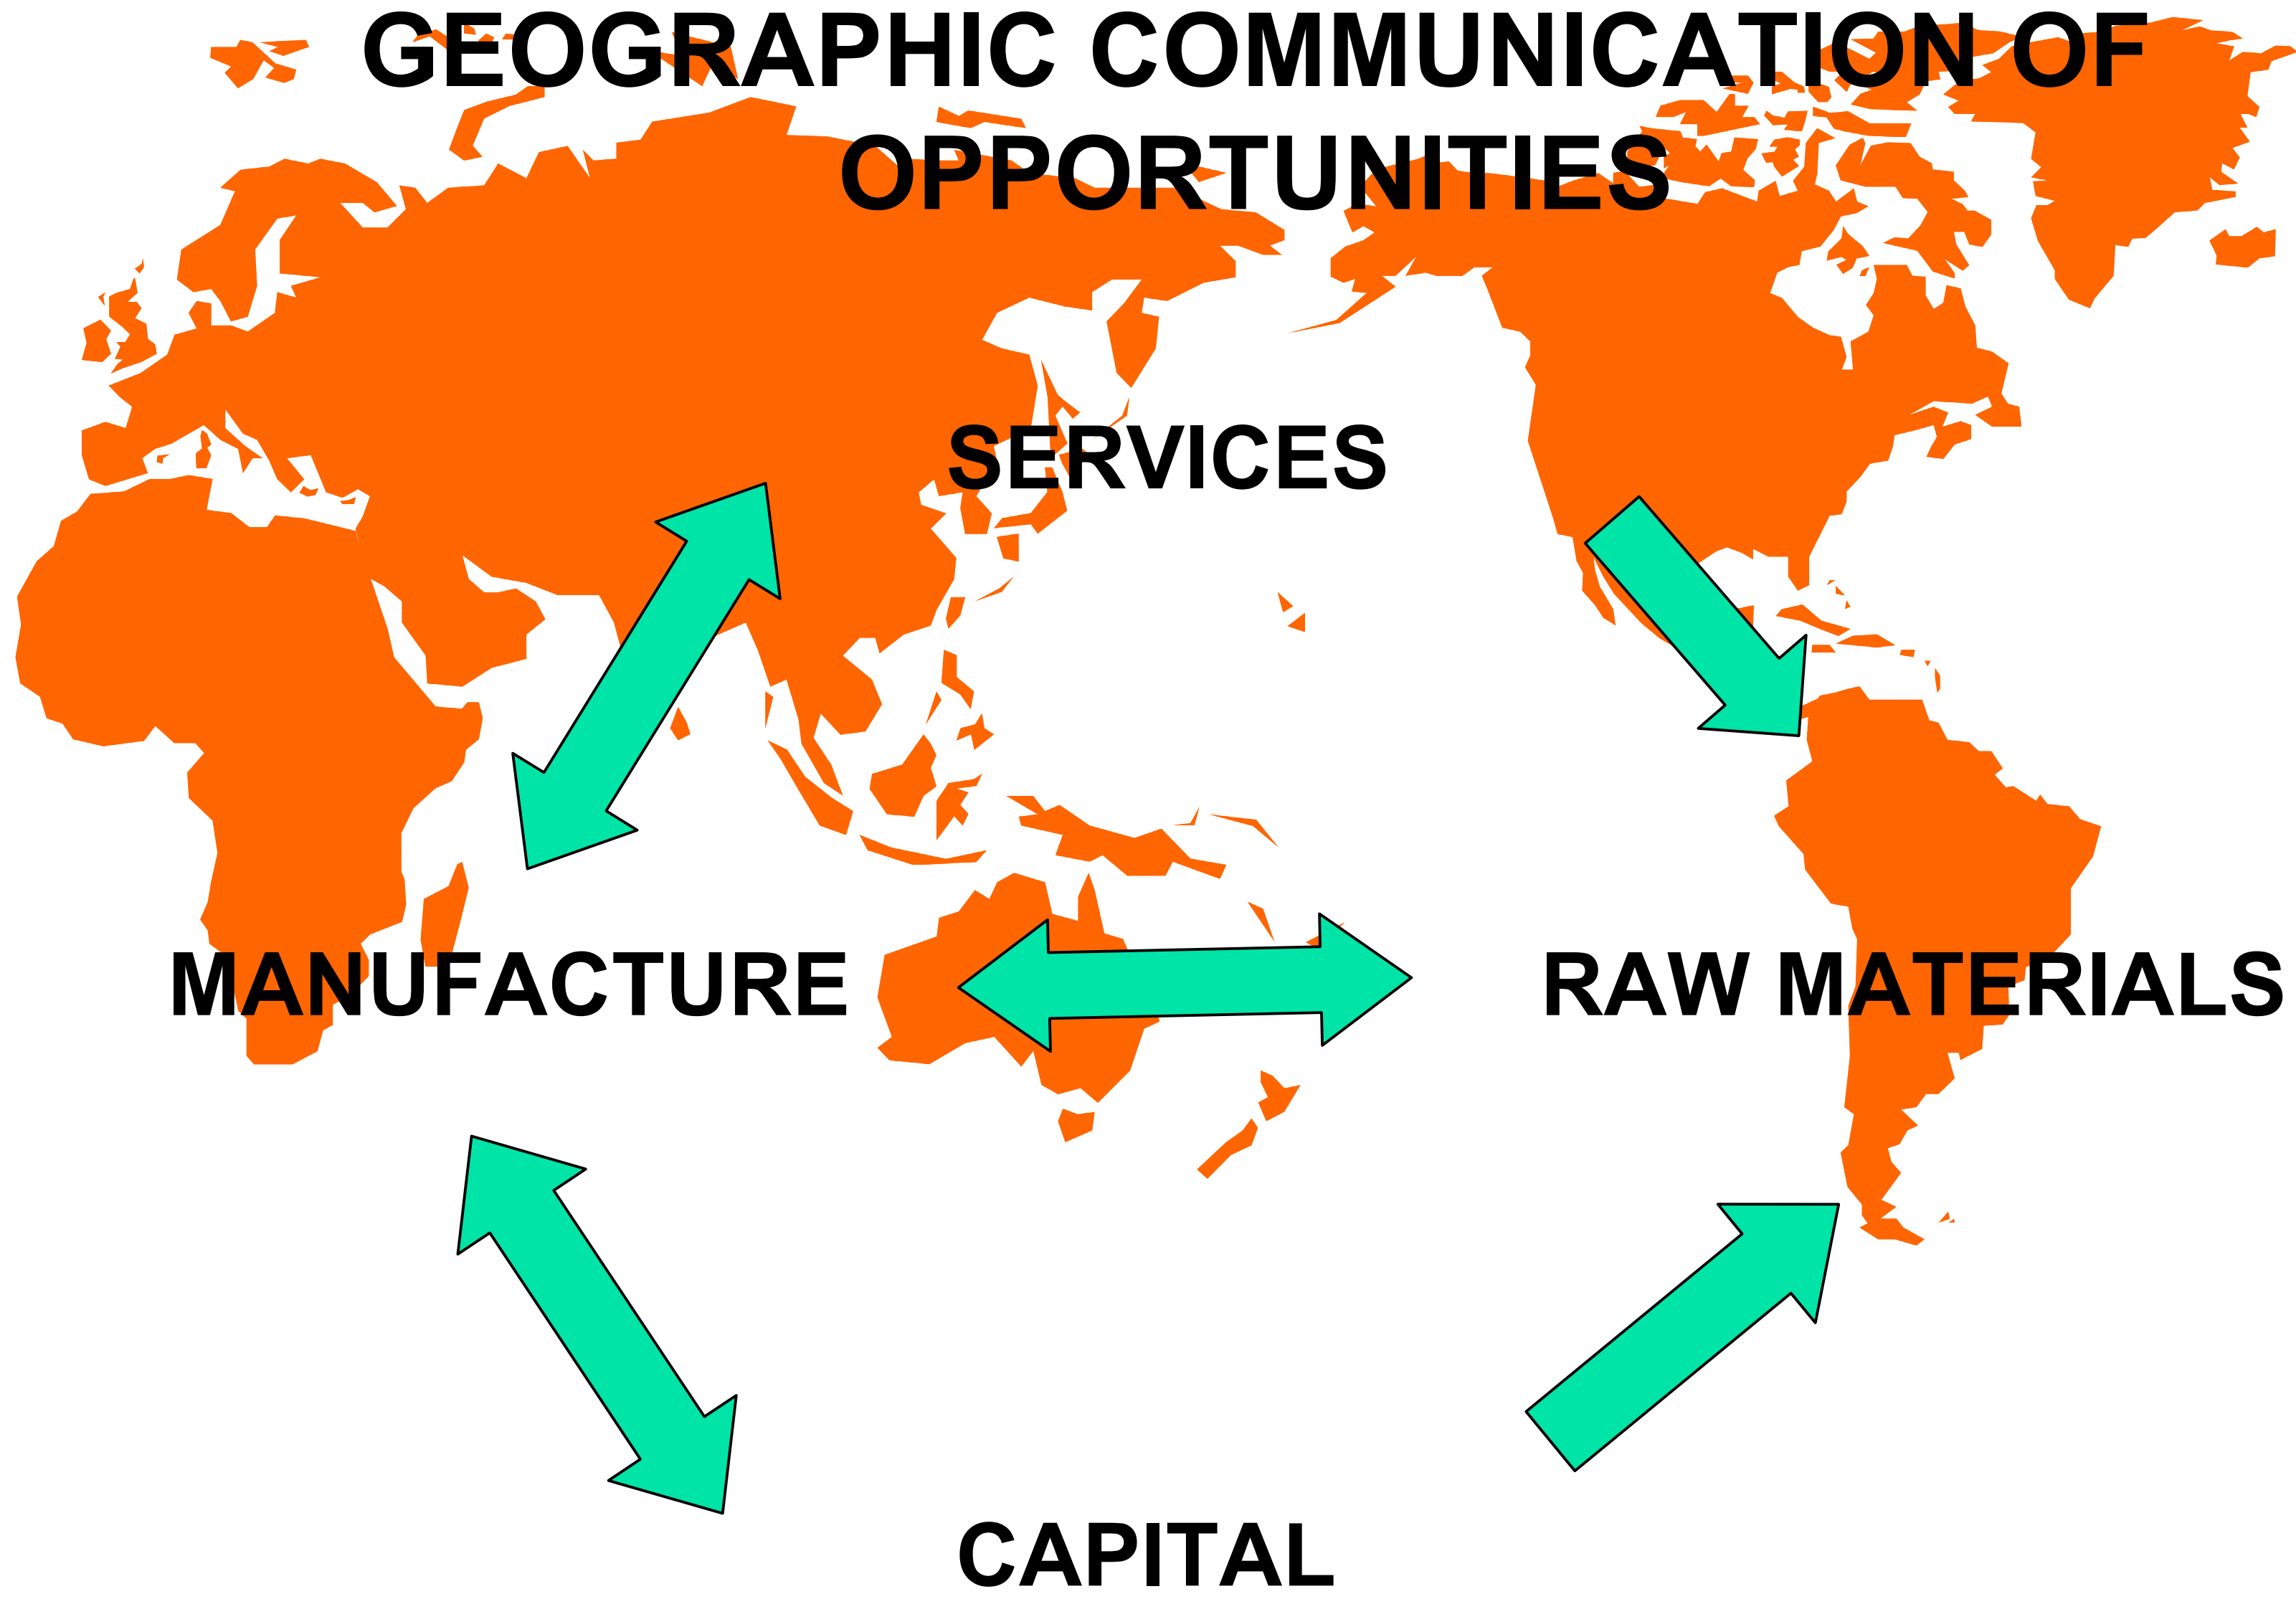 GEOGRAPHIC COMMUNICATION OF
OPPORTUNITIES
SERVICES
MANUFACTURE
RAW MATERIALS
CAPITAL